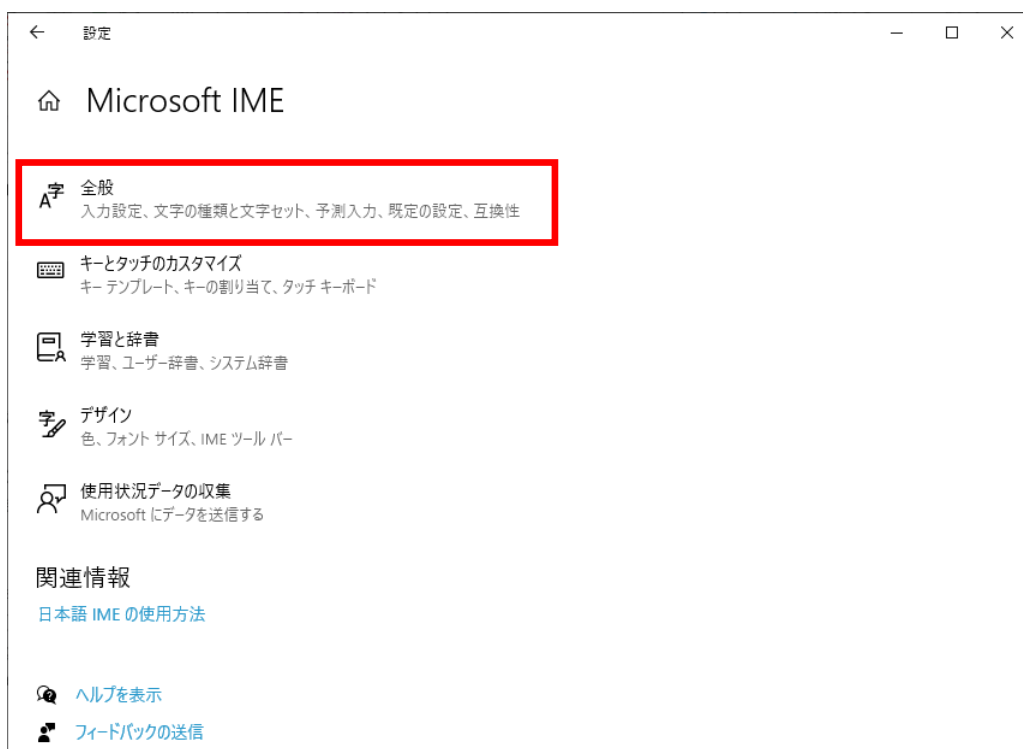 設定
Microsoft IME
全般
入力設定、文字の種類と文字セット、予測入力、既定の設定、互換性
キーとタッチのカスタマイズ
キー テンプレート、キーの割り当て、タッチ キーボード
学習と辞書
学習、ユーザー辞書、システム辞書
デザイン
色、フォント サイズ、IME ツール バー
使用状況データの収集
Microsoft にデータを送信する
関連情報
日本語 IME の使用方法
ヘルプを表示
フィードバックの送信